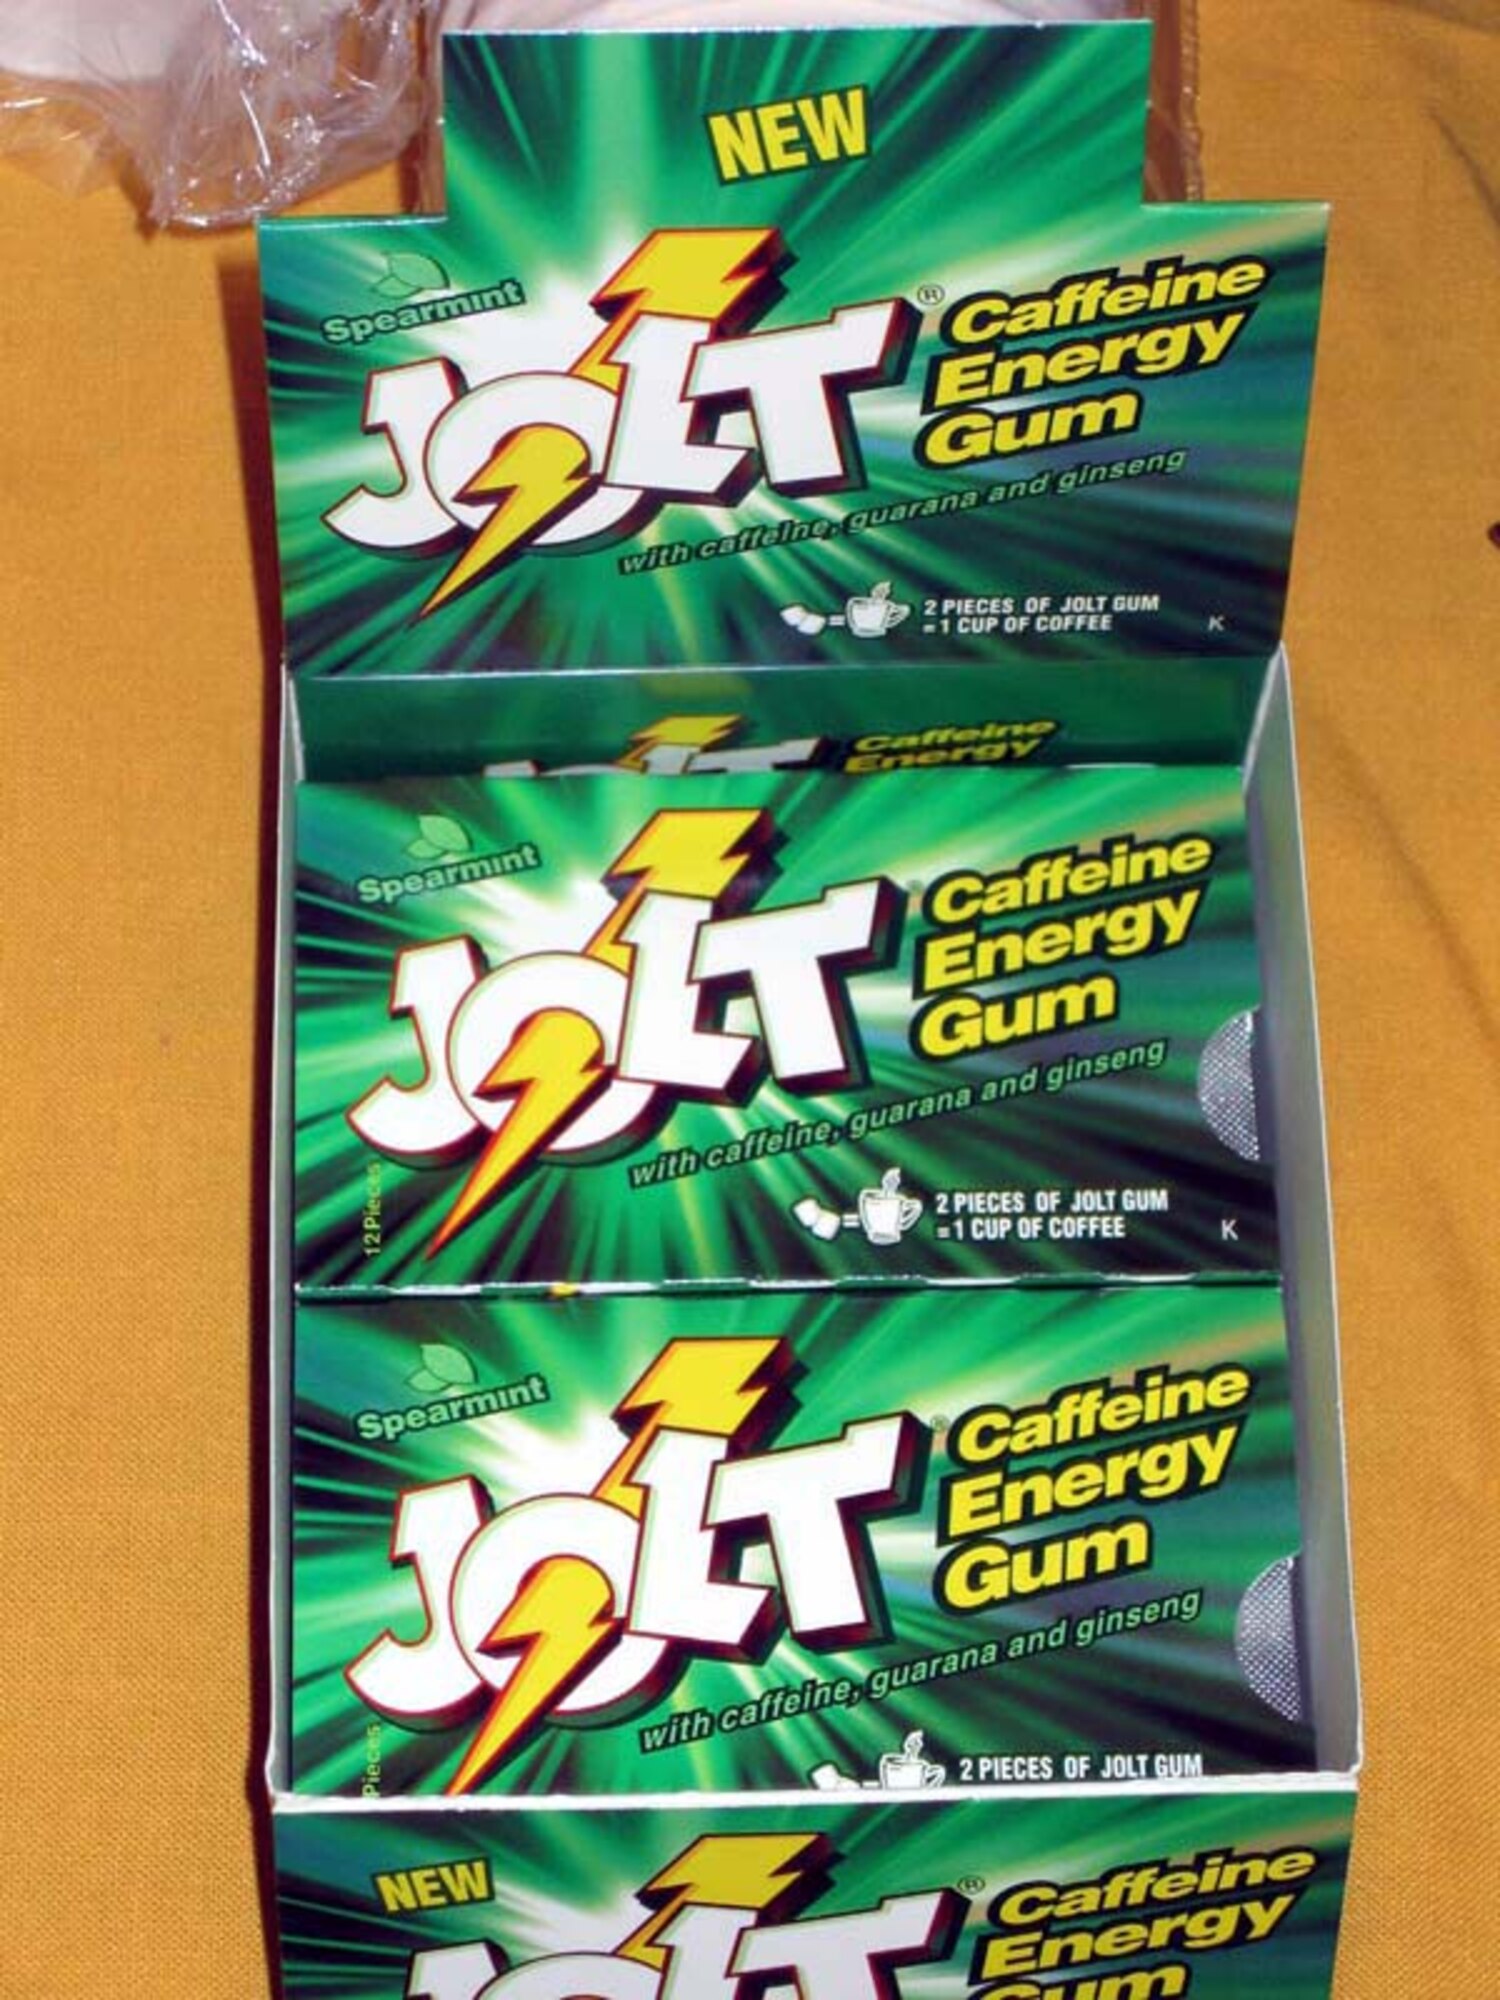 NEW
Spearmint
JOLT®
Caffeine
Energy
Gum
with caffeine, guarana and ginseng
2 PIECES OF JOLT GUM
= 1 CUP OF COFFEE
K
Caffeine
Energy
Spearmint
JOLT
Caffeine
Energy
Gum
with caffeine, guarana and ginseng
12 Pieces
2 PIECES OF JOLT GUM
= 1 CUP OF COFFEE
K
Spearmint
JOLT®
Caffeine
Energy
Gum
with caffeine, guarana and ginseng
Pieces
2 PIECES OF JOLT GUM
NEW
JOLT®
Caffeine
Energy
Gum